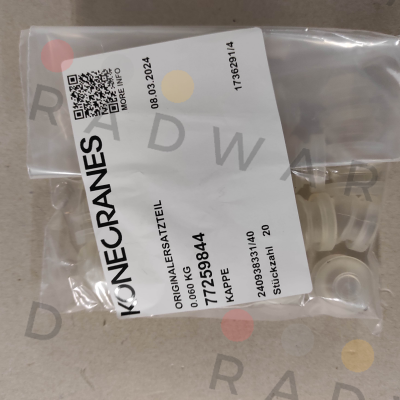 KONECRANES
MORE INFO
08.03.2024
1736291/4
ORIGINALERSATZTEIL
0.060 KG
77259844
KAPPE
240938331/40
Stückzahl 20
RADWAR
D
RADW